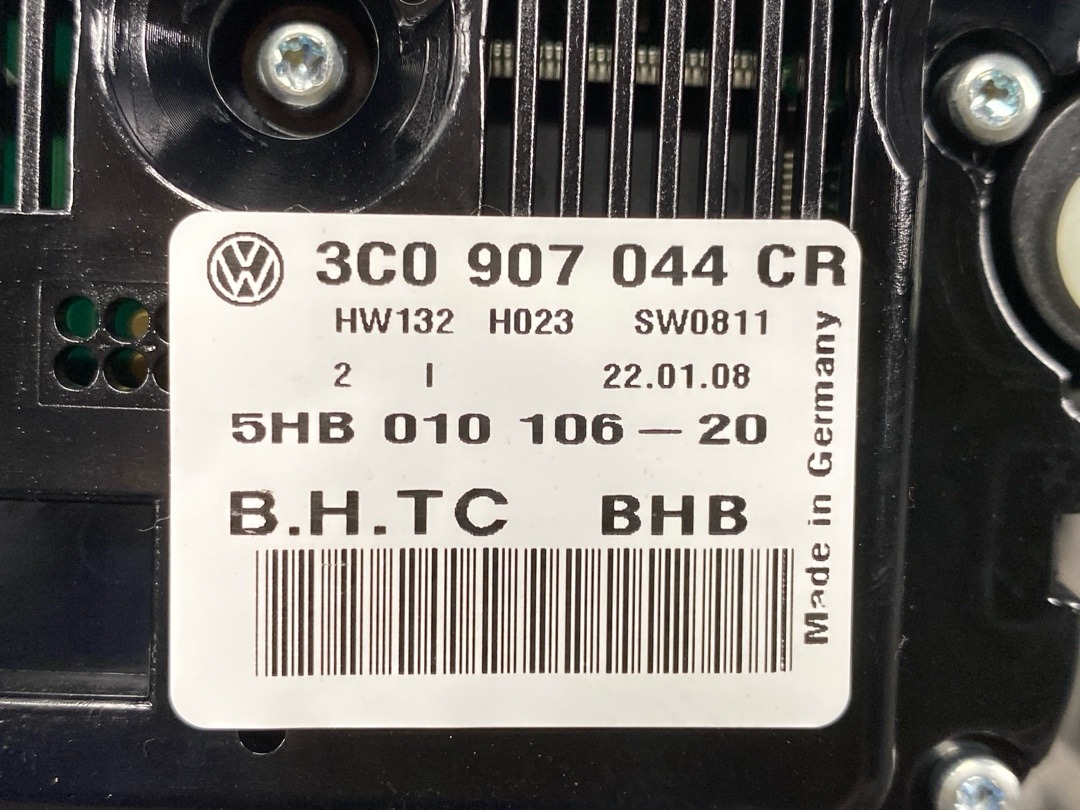 3C0 907 044 CR
HW132 H023 SW0811
2 I 22.01.08
5HB 010 106 – 20
B.H.TC BHB
Made in Germany